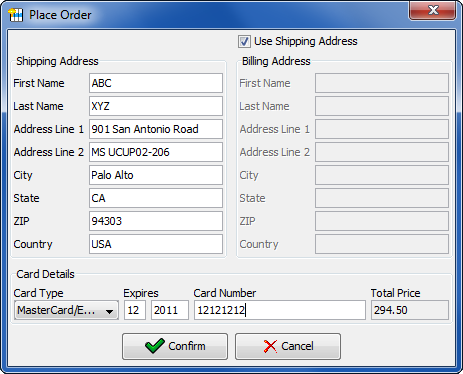 Place Order
Use Shipping Address
Shipping Address
First Name ABC
Last Name XYZ
Address Line 1 901 San Antonio Road
Address Line 2 MS UCUP02-206
City Palo Alto
State CA
ZIP 94303
Country USA
Billing Address
First Name
Last Name
Address Line 1
Address Line 2
City
State
ZIP
Country
Card Details
Card Type Expires Card Number Total Price
MasterCard/E... 12 2011 12121212 294.50
Confirm Cancel